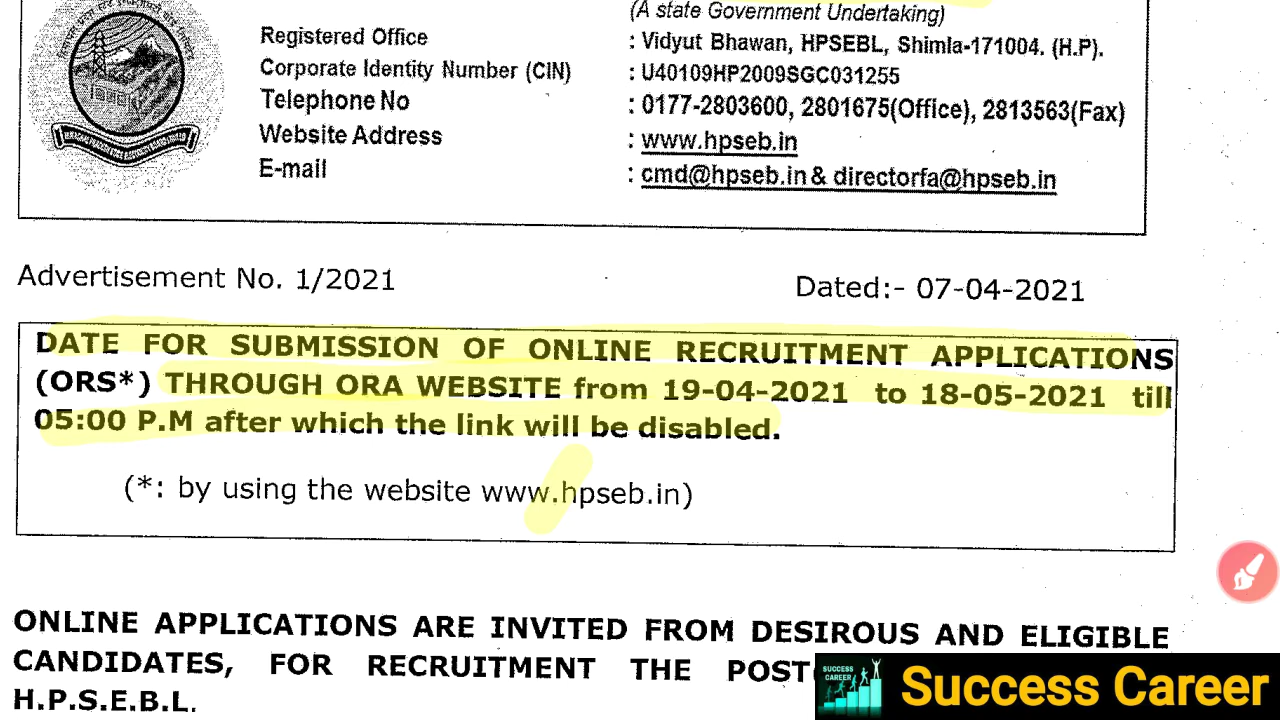 (A state Government Undertaking)
Registered Office : Vidyut Bhawan, HPSEBL, Shimla-171004. (H.P).
Corporate Identity Number (CIN) : U40109HP2009SGC031255
Telephone No : 0177-2803600, 2801675(Office), 2813563(Fax)
Website Address : www.hpseb.in
E-mail : cmd@hpseb.in & directorfa@hpseb.in
Advertisement No. 1/2021 Dated:- 07-04-2021
DATE FOR SUBMISSION OF ONLINE RECRUITMENT APPLICATIONS
(ORS*) THROUGH ORA WEBSITE from 19-04-2021 to 18-05-2021 till
05:00 P.M after which the link will be disabled.
(*: by using the website www.hpseb.in)
ONLINE APPLICATIONS ARE INVITED FROM DESIROUS AND ELIGIBLE
CANDIDATES, FOR RECRUITMENT THE POST
H.P.S.E.B.L.
SUCCESS
CAREER
Success Career